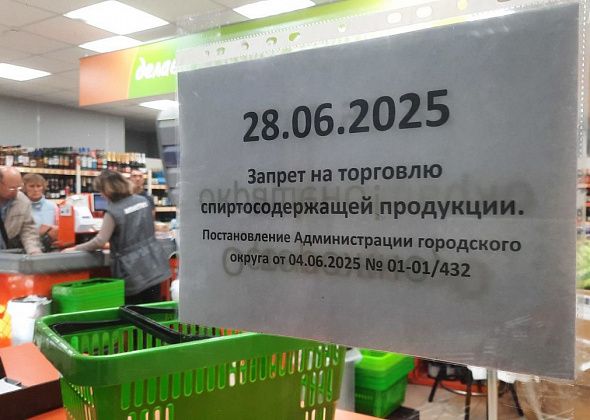 дела
28.06.2025
Запрет на торговлю
спиртосодержащей продукции.
Постановление Администрации городского
округа от 04.06.2025 № 01-01/432